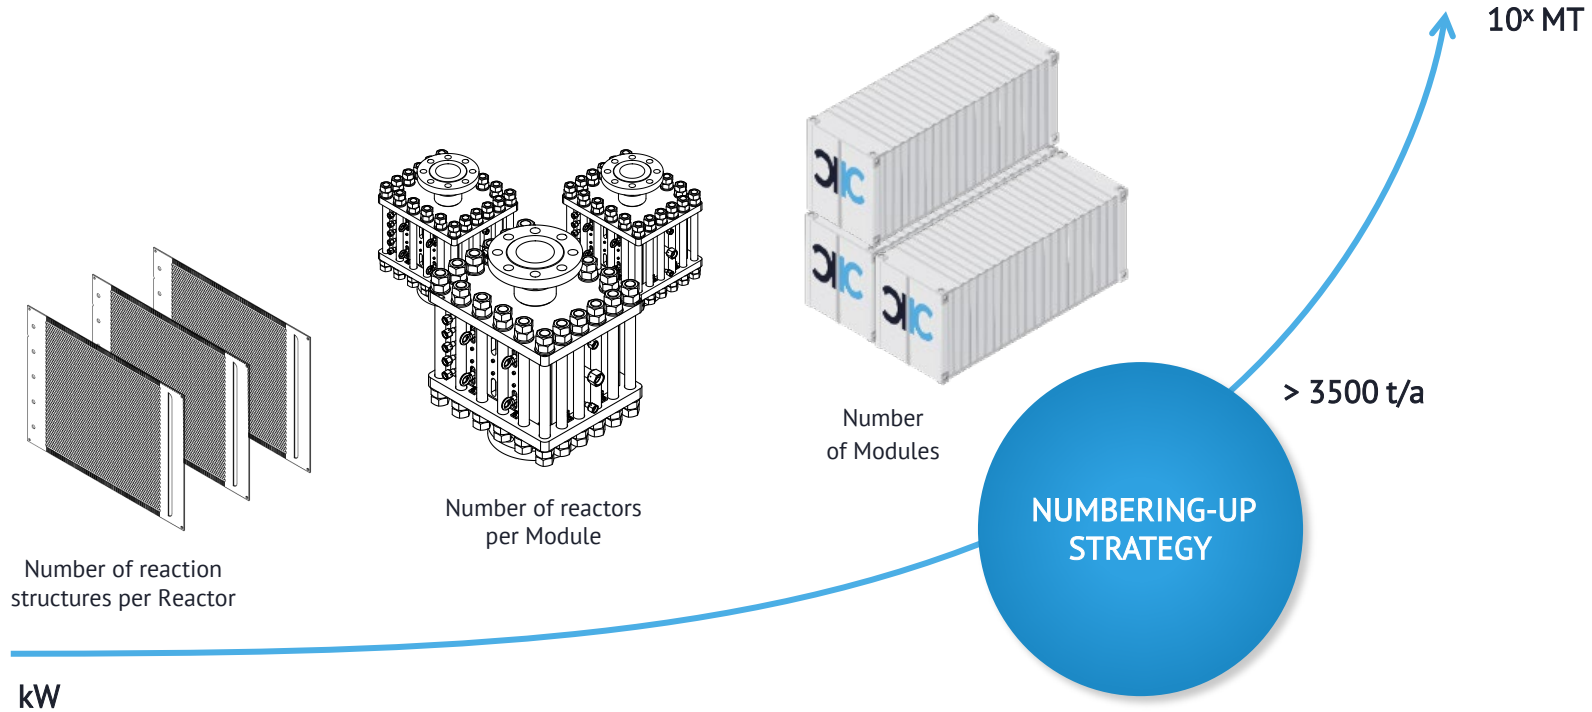 10ˣ MT
> 3500 t/a
Number
of Modules
NUMBERING-UP
STRATEGY
Number of reactors
per Module
Number of reaction
structures per Reactor
kW